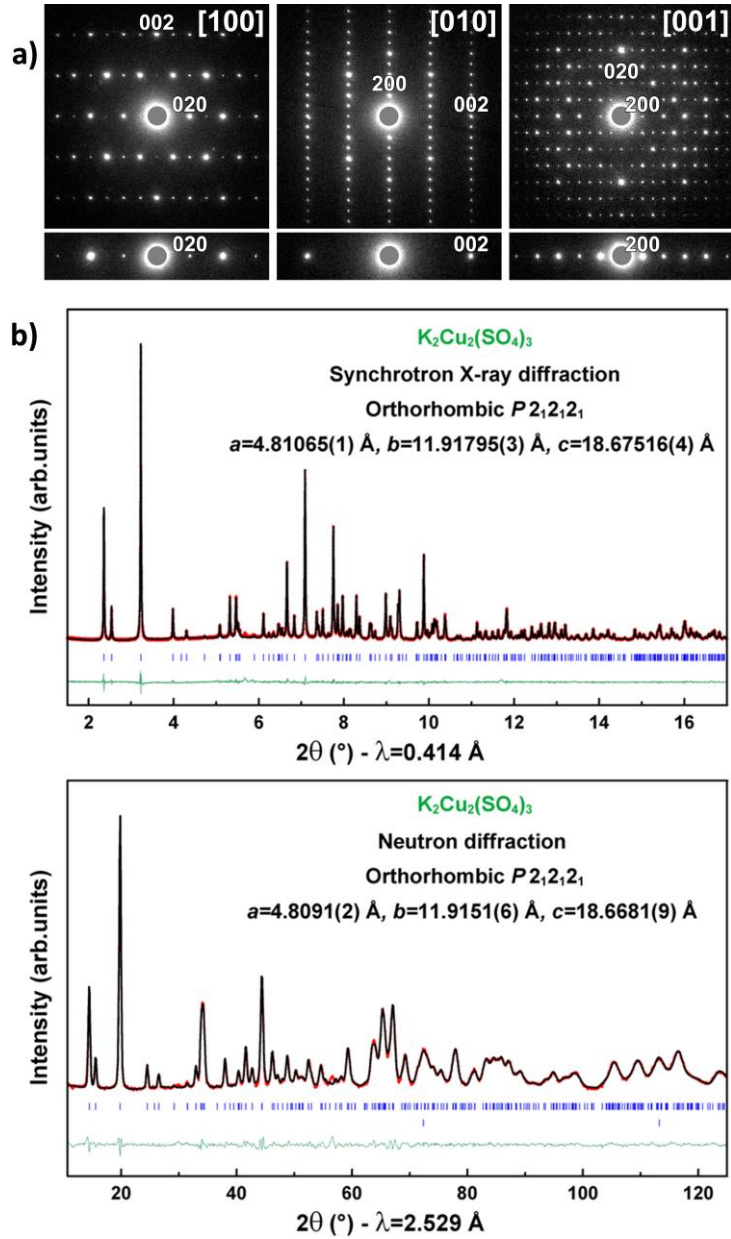 a)
[100]
002
020
[010]
200
002
[001]
020
200
020
002
200
b)
K₂Cu₂(SO₄)₃
Synchrotron X-ray diffraction
Orthorhombic P 2₁2₁2₁
a=4.81065(1) Å, b=11.91795(3) Å, c=18.67516(4) Å
Intensity (arb.units)
2 4 6 8 10 12 14 16
2θ (°) - λ=0.414 Å
K₂Cu₂(SO₄)₃
Neutron diffraction
Orthorhombic P 2₁2₁2₁
a=4.8091(2) Å, b=11.9151(6) Å, c=18.6681(9) Å
Intensity (arb.units)
20 40 60 80 100 120
2θ (°) - λ=2.529 Å